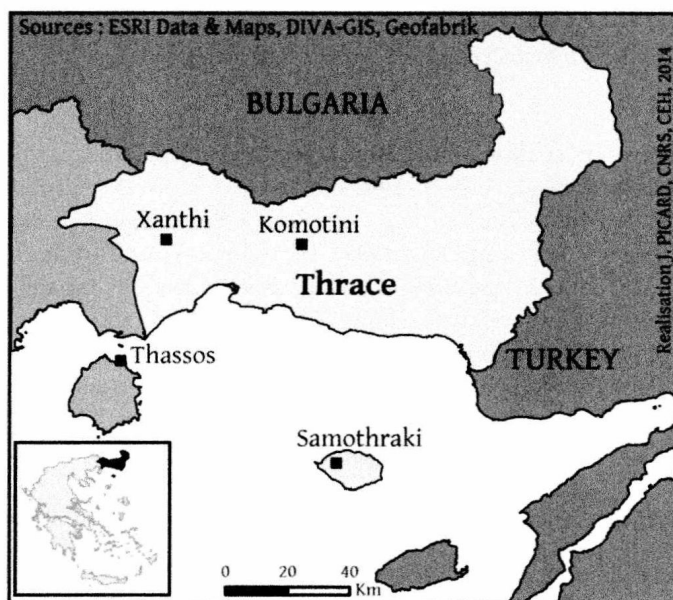 Sources : ESRI Data & Maps, DIVA-GIS, Geofabrik
BULGARIA
Xanthi
Komotini
Thrace
Thassos
TURKEY
Samothraki
0 20 40
Km
Realisation J. PICARD, CNRS, CEH, 2014